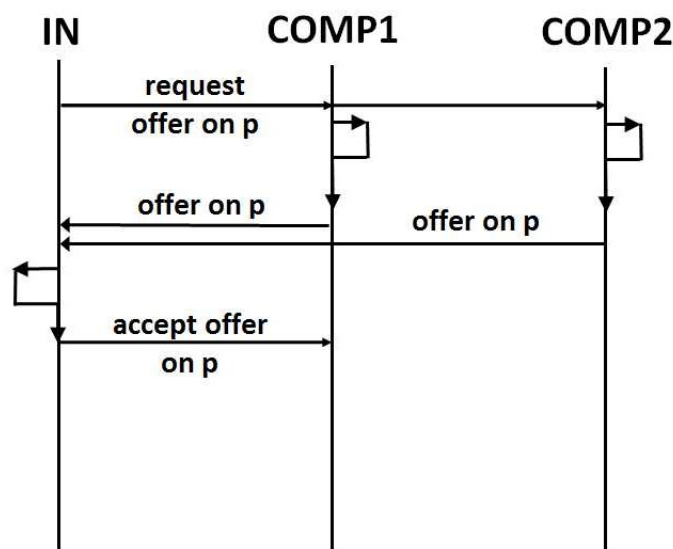 IN COMP1 COMP2
request
offer on p
offer on p
offer on p
accept offer
on p